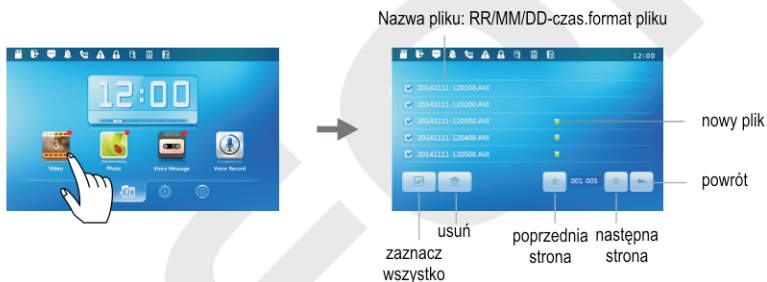 Nazwa pliku: RR/MM/DD-czas.format pliku
12:00
Video
Photo
Voice Message
Voice Record
12:00
20141111-120100.AVI
20141111-120200.AVI
20141111-120300.AVI
20141111-120400.AVI
20141111-120500.AVI
001-005
nowy plik
powrót
usuń
zaznacz
wszystko
poprzednia
strona
następna
strona